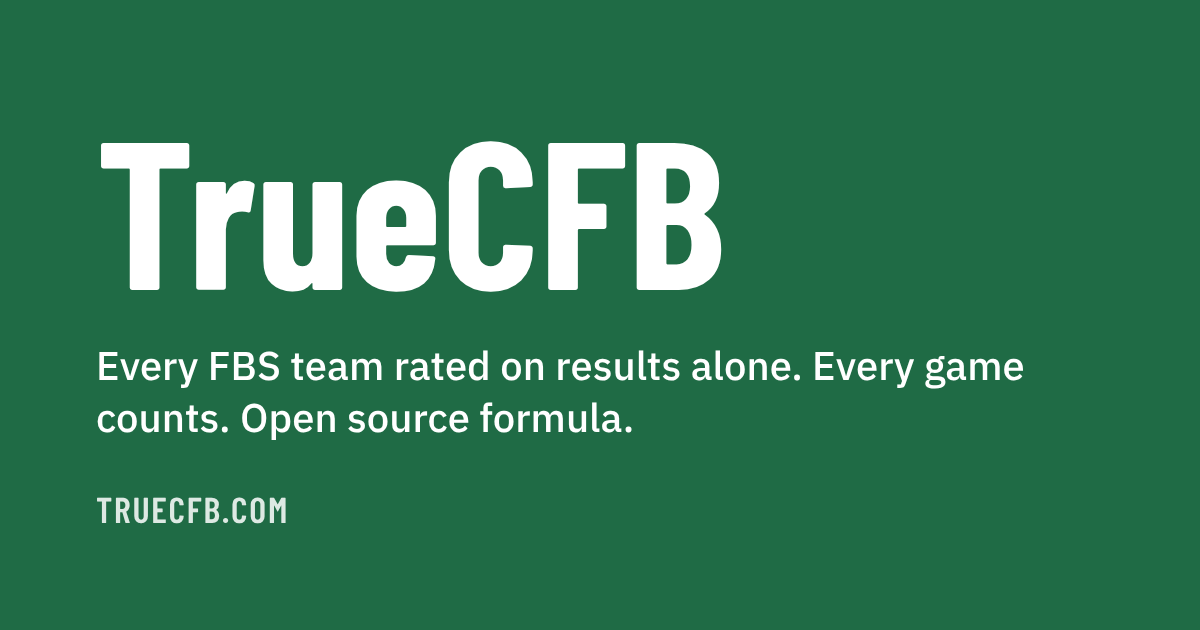 TrueCFB
Every FBS team rated on results alone. Every game
counts. Open source formula.
TRUECFB.COM